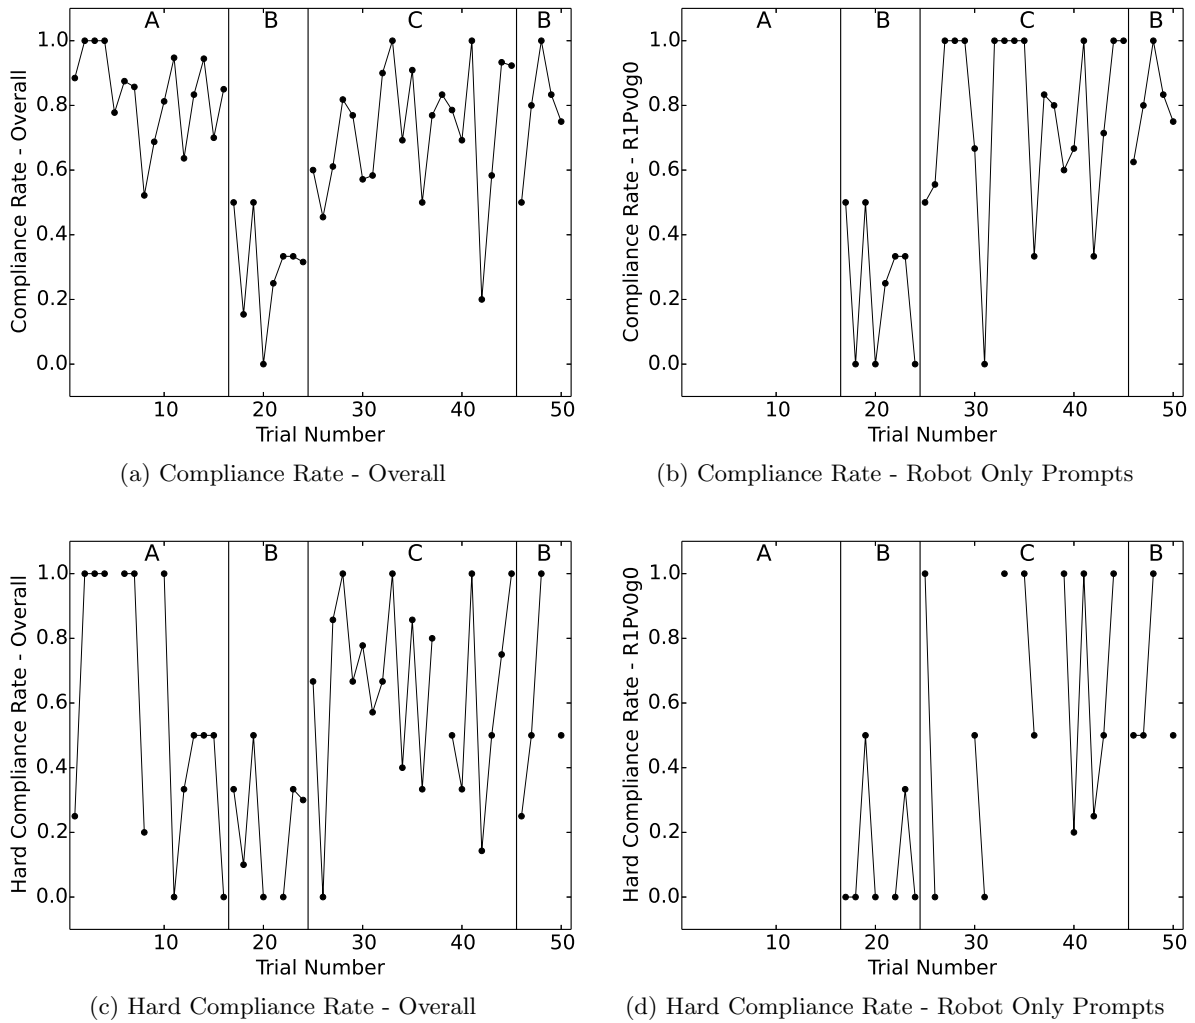 A B C B
Compliance Rate - Overall
1.0
0.8
0.6
0.4
0.2
0.0
10 20 30 40 50
Trial Number
(a) Compliance Rate - Overall
A B C B
Compliance Rate - R1Pv0g0
1.0
0.8
0.6
0.4
0.2
0.0
10 20 30 40 50
Trial Number
(b) Compliance Rate - Robot Only Prompts
A B C B
Hard Compliance Rate - Overall
1.0
0.8
0.6
0.4
0.2
0.0
10 20 30 40 50
Trial Number
(c) Hard Compliance Rate - Overall
A B C B
Hard Compliance Rate - R1Pv0g0
1.0
0.8
0.6
0.4
0.2
0.0
10 20 30 40 50
Trial Number
(d) Hard Compliance Rate - Robot Only Prompts